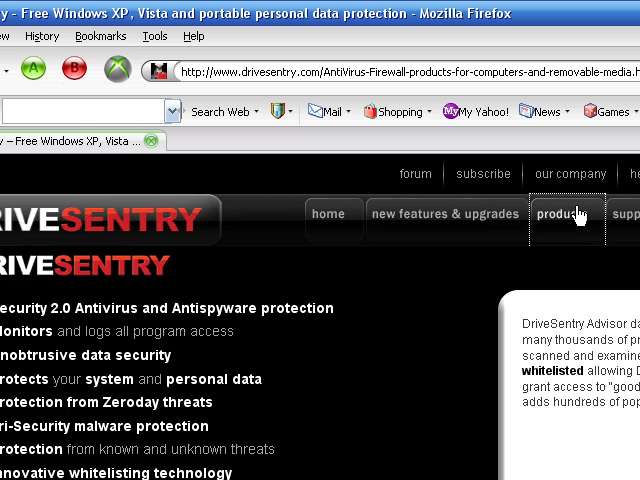 y - Free Windows XP, Vista and portable personal data protection - Mozilla Firefox
ew History Bookmarks Tools Help
A B http://www.drivesentry.com/AntiVirus-Firewall-products-for-computers-and-removable-media.h
Search Web Mail Shopping My My Yahoo! News Games
y – Free Windows XP, Vista ...
forum subscribe our company he
DRIVESENTRY home new features & upgrades produc supp
DRIVESENTRY
ecurity 2.0 Antivirus and Antispyware protection
Monitors and logs all program access
nobtrusive data security
rotects your system and personal data
rotection from Zeroday threats
ri-Security malware protection
rotection from known and unknown threats
nnovative whitelisting technology
DriveSentry Advisor da
many thousands of pr
scanned and examine
whitelisted allowing D
grant access to "good
adds hundreds of pop